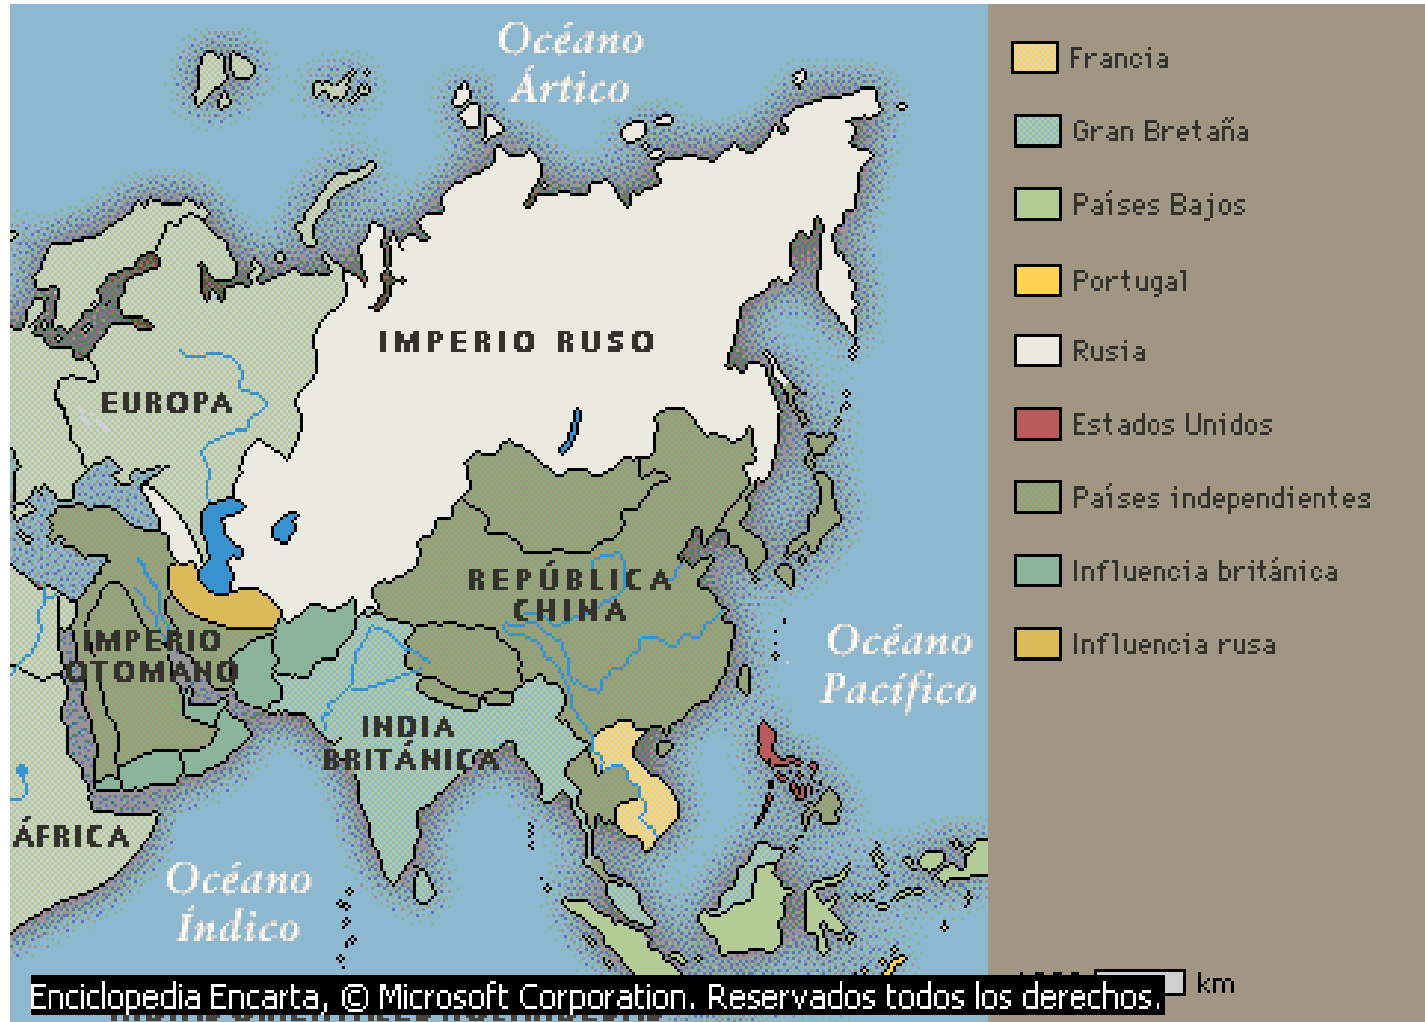 Océano
Ártico
IMPERIO RUSO
EUROPA
REPÚBLICA
CHINA
IMPERIO
OTOMANO
Océano
Pacífico
INDIA
BRITÁNICA
ÁFRICA
Océano
Índico
Francia
Gran Bretaña
Países Bajos
Portugal
Rusia
Estados Unidos
Países independientes
Influencia británica
Influencia rusa
km
Enciclopedia Encarta, © Microsoft Corporation. Reservados todos los derechos.